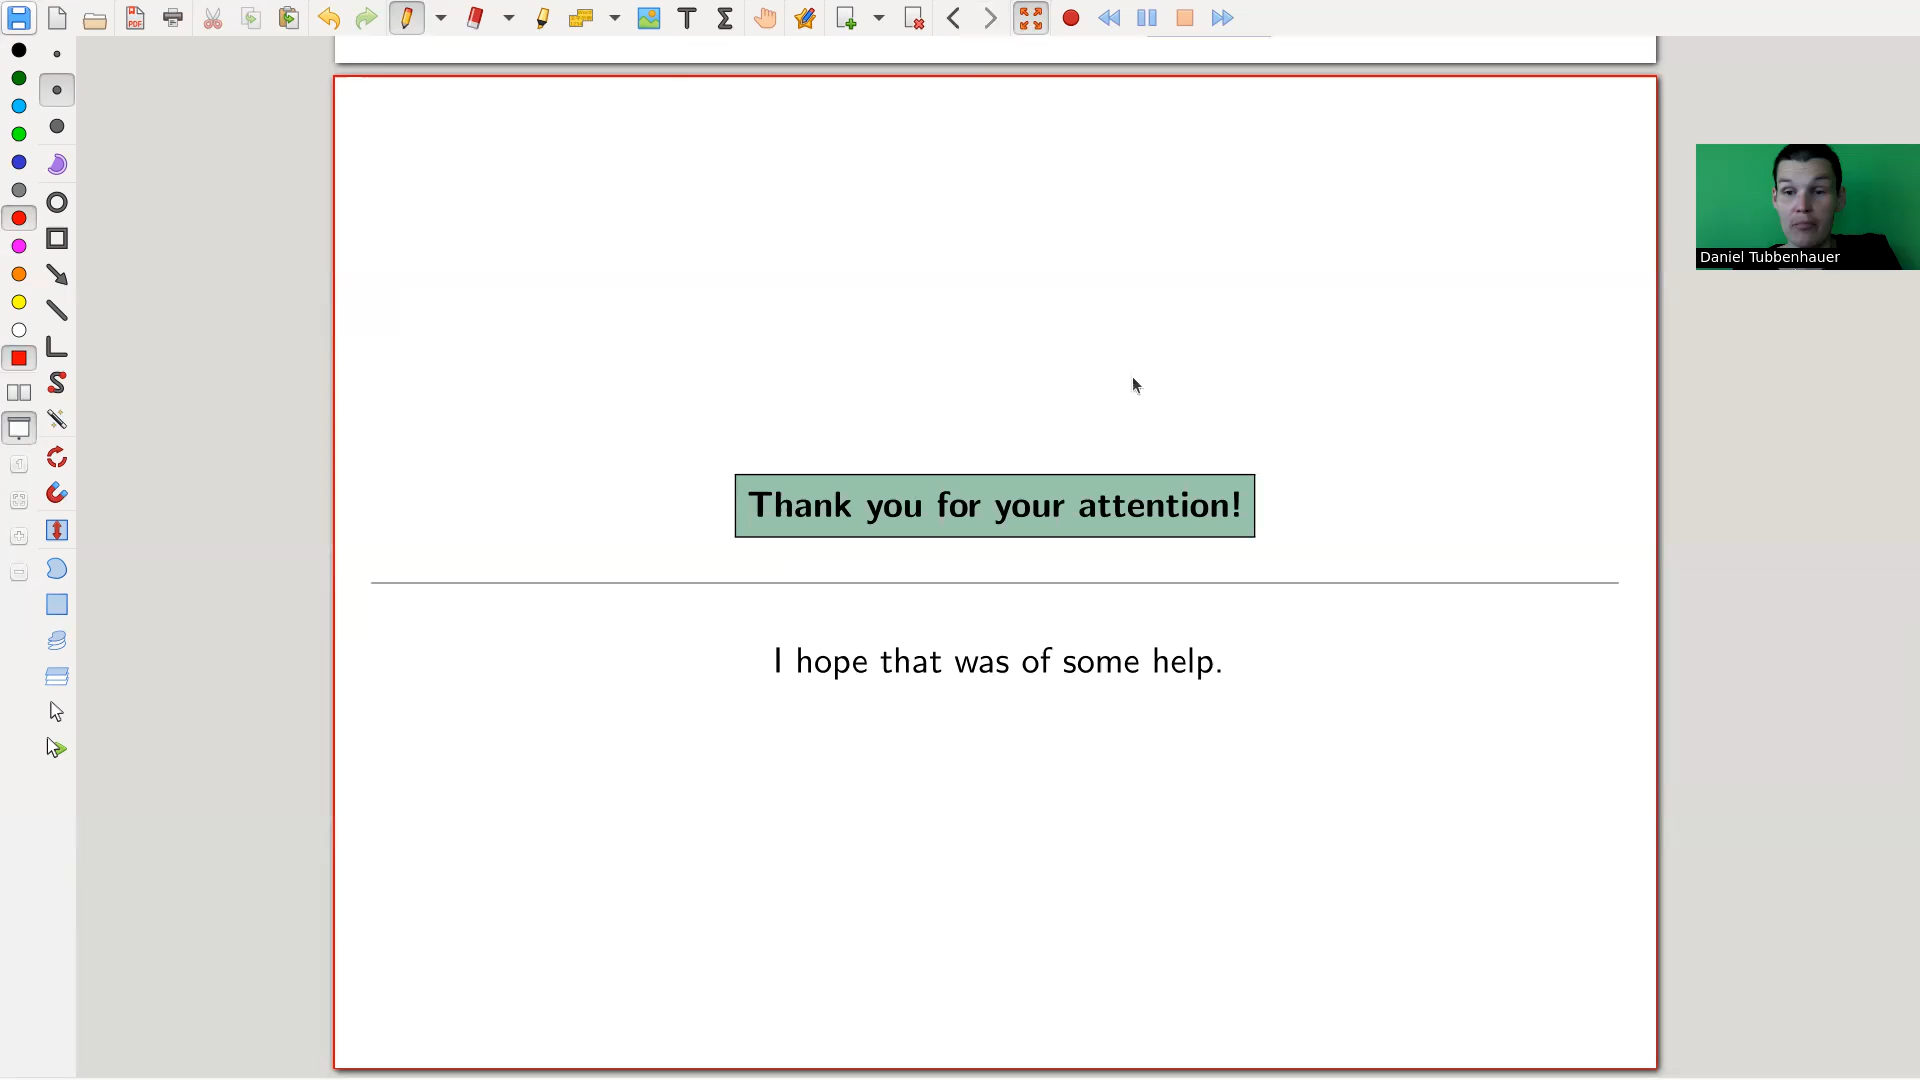 Daniel Tubbenhauer
Thank you for your attention!
I hope that was of some help.